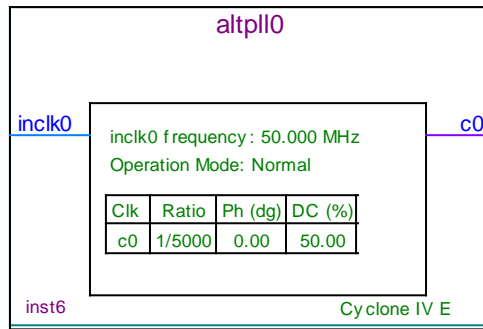 altpll0
inclk0
c0
inclk0 frequency: 50.000 MHz
Operation Mode: Normal
Clk Ratio Ph (dg) DC (%)
c0 1/5000 0.00 50.00
inst6
Cyclone IV E